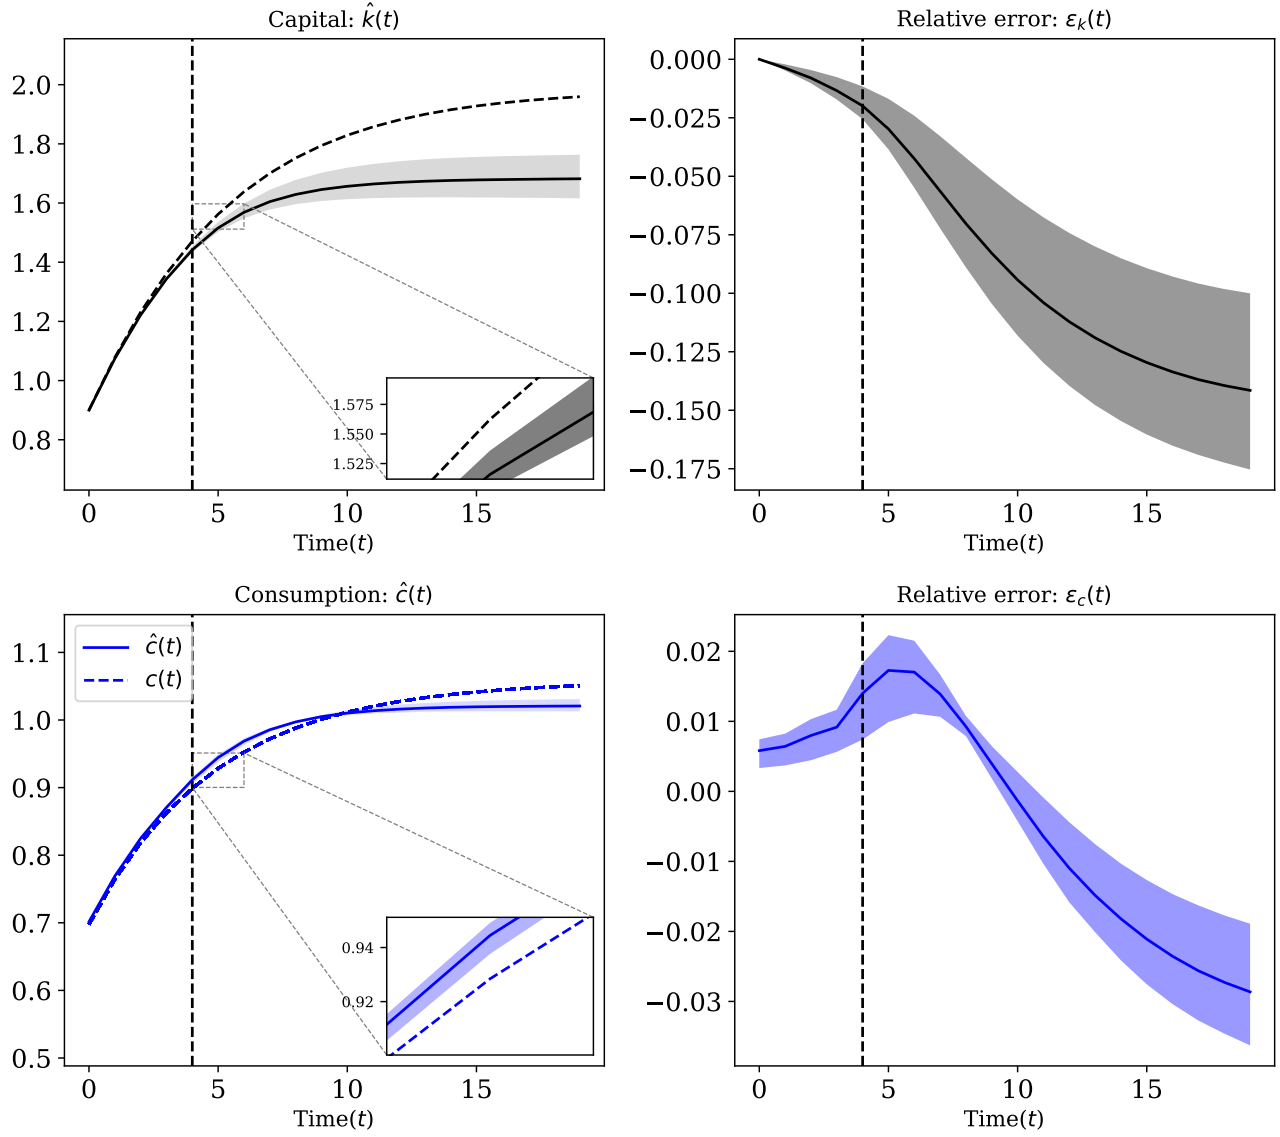 Capital: k̂(t)
2.0
1.8
1.6
1.4
1.2
1.0
0.8
1.575
1.550
1.525
0 5 10 15
Time(t)
Relative error: ε_k(t)
0.000
−0.025
−0.050
−0.075
−0.100
−0.125
−0.150
−0.175
0 5 10 15
Time(t)
Consumption: ĉ(t)
ĉ(t)
c(t)
1.1
1.0
0.9
0.8
0.7
0.6
0.5
0.94
0.92
0 5 10 15
Time(t)
Relative error: ε_c(t)
0.02
0.01
0.00
−0.01
−0.02
−0.03
0 5 10 15
Time(t)